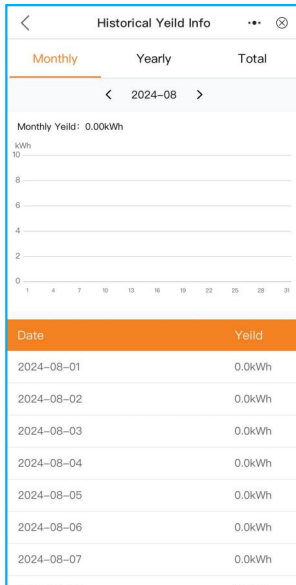 Historical Yeild Info
Monthly Yearly Total
2024-08
Monthly Yeild: 0.00kWh
kWh
10
8
6
4
2
0
1 4 7 10 13 16 19 22 25 28 31
Date Yeild
2024-08-01 0.0kWh
2024-08-02 0.0kWh
2024-08-03 0.0kWh
2024-08-04 0.0kWh
2024-08-05 0.0kWh
2024-08-06 0.0kWh
2024-08-07 0.0kWh